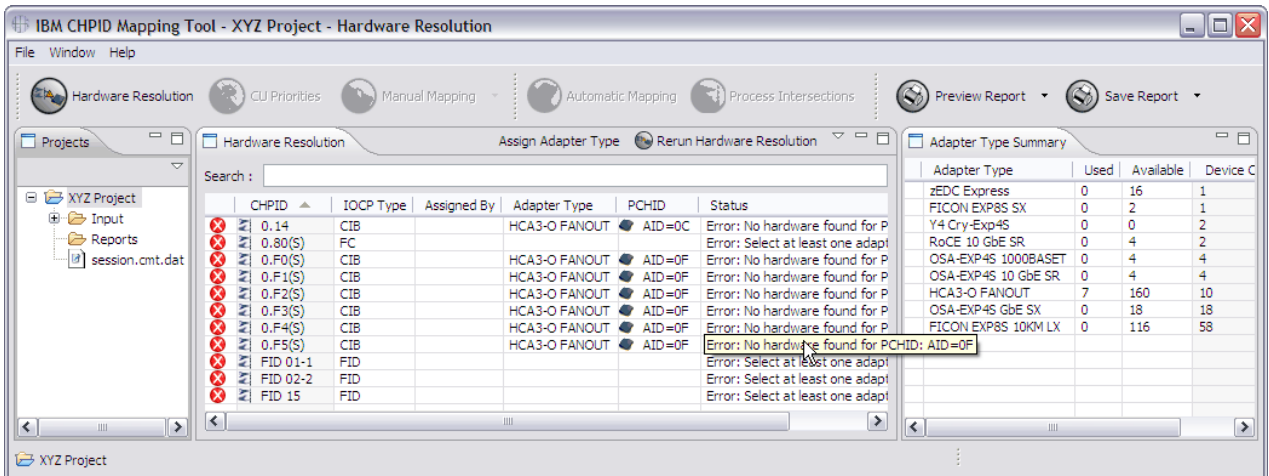 IBM CHPID Mapping Tool - XYZ Project - Hardware Resolution
File Window Help
Hardware Resolution CU Priorities Manual Mapping Automatic Mapping Process Intersections Preview Report Save Report
Projects
XYZ Project
Input
Reports
session.cmt.dat
Hardware Resolution Assign Adapter Type Rerun Hardware Resolution
Search :
CHPID IOCP Type Assigned By Adapter Type PCHID Status
0.14 CIB HCA3-O FANOUT AID=0C Error: No hardware found for P
0.80(S) FC Error: Select at least one adapt
0.F0(S) CIB HCA3-O FANOUT AID=0F Error: No hardware found for P
0.F1(S) CIB HCA3-O FANOUT AID=0F Error: No hardware found for P
0.F2(S) CIB HCA3-O FANOUT AID=0F Error: No hardware found for P
0.F3(S) CIB HCA3-O FANOUT AID=0F Error: No hardware found for P
0.F4(S) CIB HCA3-O FANOUT AID=0F Error: No hardware found for P
0.F5(S) CIB HCA3-O FANOUT AID=0F Error: No hardware found for PCHID: AID=0F
FID 01-1 FID Error: Select at least one adapt
FID 02-2 FID Error: Select at least one adapt
FID 15 FID Error: Select at least one adapt
Adapter Type Summary
Adapter Type Used Available Device C
zEDC Express 0 16 1
FICON EXP8S SX 0 2 1
Y4 Cry-Exp4S 0 0 2
RoCE 10 GbE SR 0 4 2
OSA-EXP4S 1000BASET 0 4 4
OSA-EXP4S 10 GbE SR 0 4 4
HCA3-O FANOUT 7 160 10
OSA-EXP4S GbE SX 0 18 18
FICON EXP8S 10KM LX 0 116 58
XYZ Project